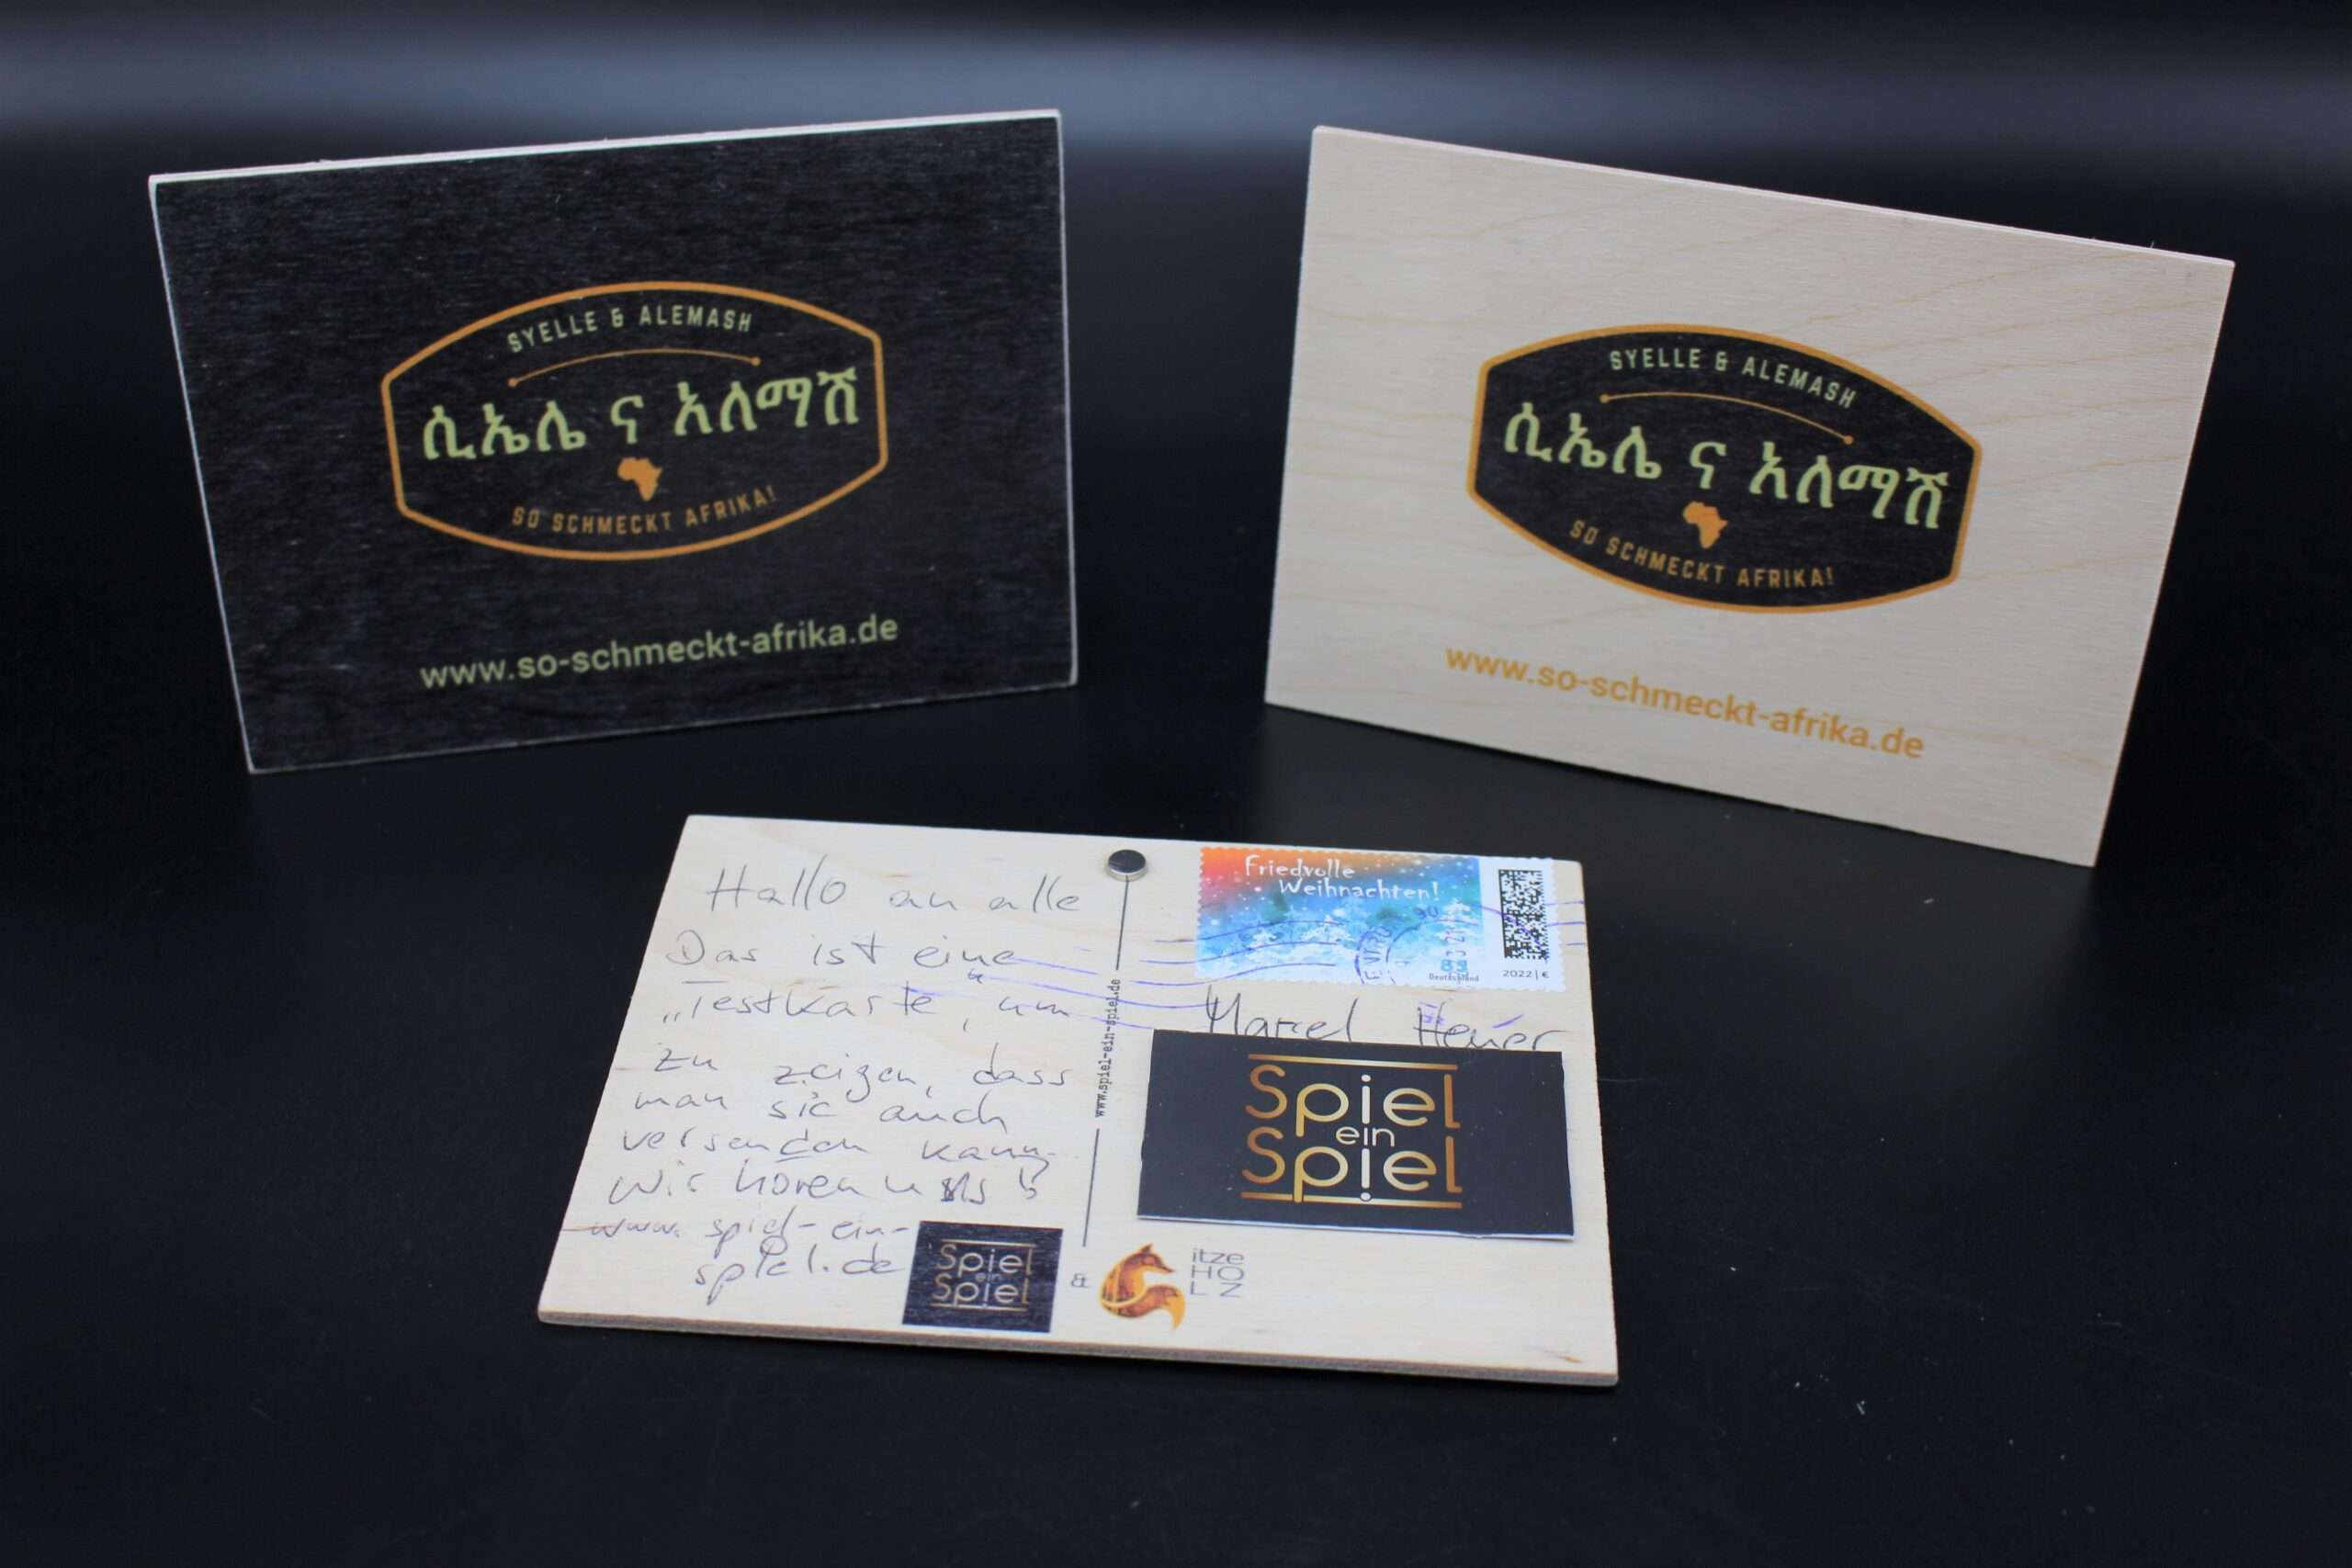 SYELLE & ALEMASH
ሲኤሌ ና አለማሽ
SO SCHMECKT AFRIKA!
www.so-schmeckt-afrika.de
SYELLE & ALEMASH
ሲኤሌ ና አለማሽ
SO SCHMECKT AFRIKA!
www.so-schmeckt-afrika.de
Hallo an alle
Das ist eine
„Testkarte“, um
zu zeigen, dass
man sie auch
versenden kann.
Wir hören uns!
www.spiel-ein-
spiel.de
www.spiel-ein-spiel.de
Friedvolle
Weihnachten!
85
Deutschland
2022 | €
Marcel Heuer
Spiel
ein
Spiel
Spiel
ein
Spiel
&
itze
HO
LZ